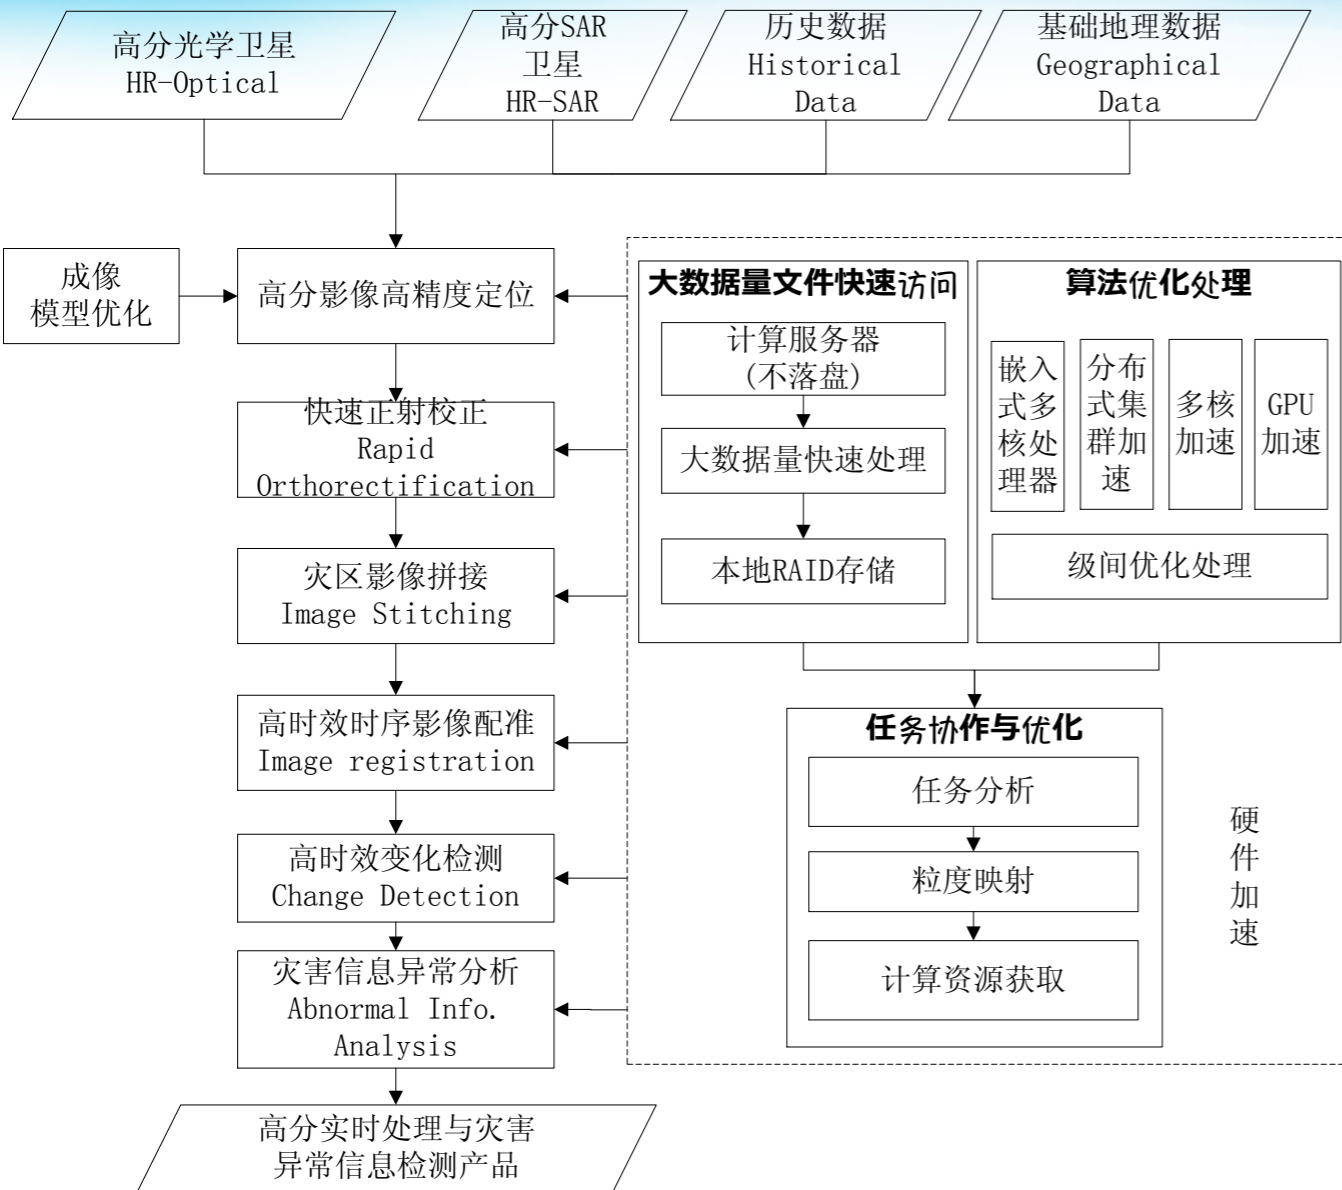 高分光学卫星
HR-Optical
高分SAR
卫星
HR-SAR
历史数据
Historical
Data
基础地理数据
Geographical
Data
成像
模型优化
高分影像高精度定位
快速正射校正
Rapid
Orthorectification
灾区影像拼接
Image Stitching
高时效时序影像配准
Image registration
高时效变化检测
Change Detection
灾害信息异常分析
Abnormal Info.
Analysis
高分实时处理与灾害
异常信息检测产品
大数据量文件快速访问
计算服务器
(不落盘)
大数据量快速处理
本地RAID存储
算法优化处理
嵌入
式多
核处
理器
分布
式集
群加
速
多核
加速
GPU
加速
级间优化处理
任务协作与优化
任务分析
粒度映射
计算资源获取
硬
件
加
速